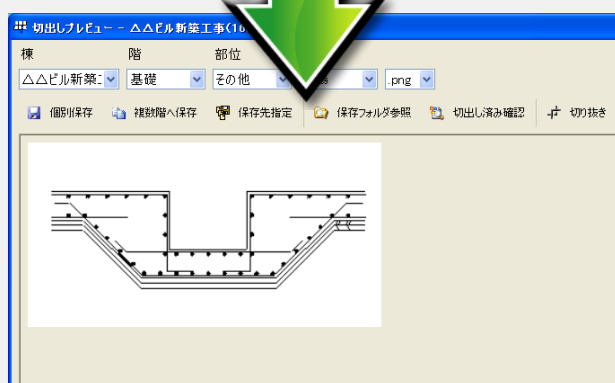 切出しプレビュー - △△ビル新築工事(16
棟 階 部位
△△ビル新築 基礎 その他 .png
個別保存 複数階へ保存 保存先指定 保存フォルダ参照 切出し済み確認 切り抜き